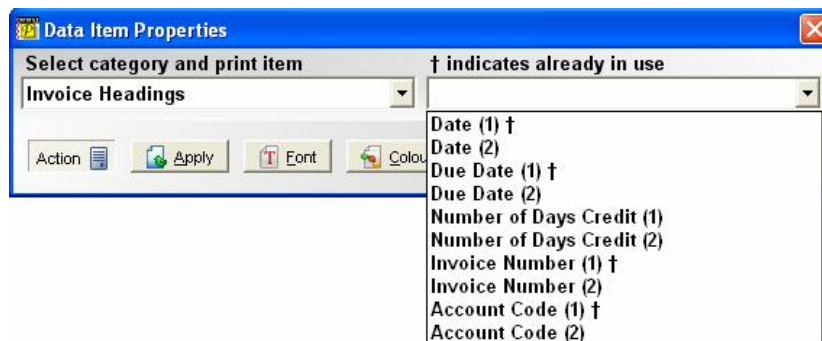 Data Item Properties
Select category and print item
† indicates already in use
Invoice Headings
Action
Apply
Font
Colou
Date (1) †
Date (2)
Due Date (1) †
Due Date (2)
Number of Days Credit (1)
Number of Days Credit (2)
Invoice Number (1) †
Invoice Number (2)
Account Code (1) †
Account Code (2)